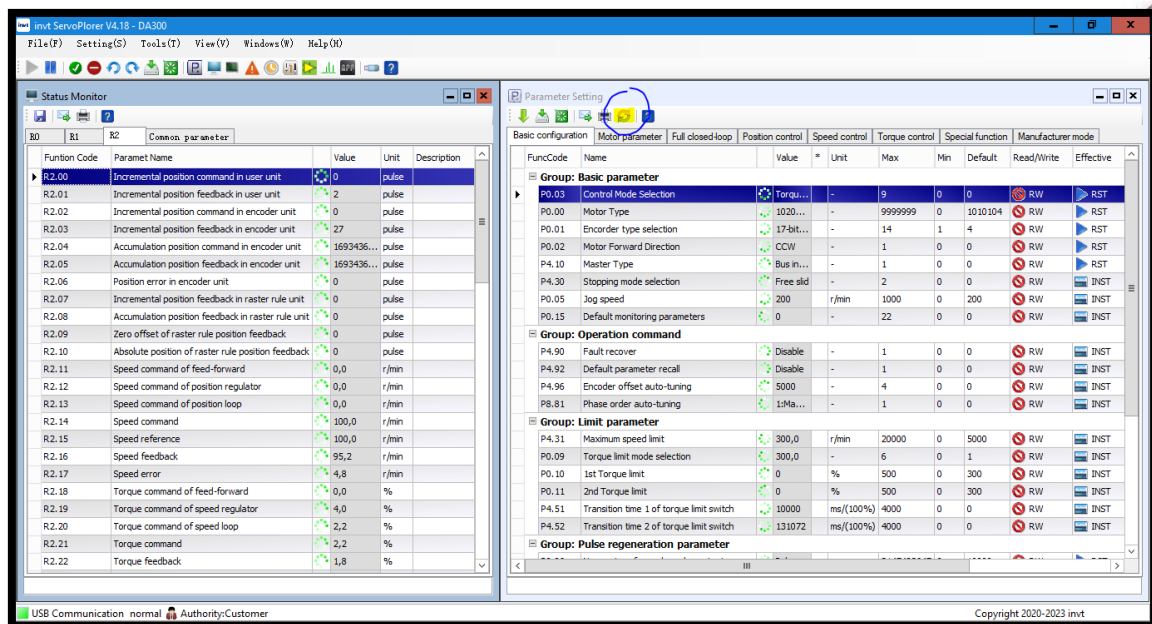 invt ServoPlorer V4.18 - DA300
File(F) Setting(S) Tools(T) View(V) Windows(W) Help(H)
Status Monitor
R0 R1 R2 Common parameter
Funtion Code Paramet Name Value Unit Description
R2.00 Incremental position command in user unit 0 pulse
R2.01 Incremental position feedback in user unit 2 pulse
R2.02 Incremental position command in encoder unit 0 pulse
R2.03 Incremental position feedback in encoder unit 27 pulse
R2.04 Accumulation position command in encoder unit 1693436... pulse
R2.05 Accumulation position feedback in encoder unit 1693436... pulse
R2.06 Position error in encoder unit 0 pulse
R2.07 Incremental position feedback in raster rule unit 0 pulse
R2.08 Accumulation position feedback in raster rule unit 0 pulse
R2.09 Zero offset of raster rule position feedback 0 pulse
R2.10 Absolute position of raster rule position feedback 0 pulse
R2.11 Speed command of feed-forward 0,0 r/min
R2.12 Speed command of position regulator 0,0 r/min
R2.13 Speed command of position loop 0,0 r/min
R2.14 Speed command 100,0 r/min
R2.15 Speed reference 100,0 r/min
R2.16 Speed feedback 95,2 r/min
R2.17 Speed error 4,8 r/min
R2.18 Torque command of feed-forward 0,0 %
R2.19 Torque command of speed regulator 4,0 %
R2.20 Torque command of speed loop 2,2 %
R2.21 Torque command 2,2 %
R2.22 Torque feedback 1,8 %
Parameter Setting
Basic configuration Motor parameter Full closed-loop Position control Speed control Torque control Special function Manufacturer mode
FuncCode Name Value * Unit Max Min Default Read/Write Effective
Group: Basic parameter
P0.03 Control Mode Selection Torqu... - 9 0 0 RW RST
P0.00 Motor Type 1020... - 9999999 0 1010104 RW RST
P0.01 Encorder type selection 17-bit... - 14 1 4 RW RST
P0.02 Motor Forward Direction CCW - 1 0 0 RW RST
P4.10 Master Type Bus in... - 1 0 0 RW RST
P4.30 Stopping mode selection Free slid - 2 0 0 RW INST
P0.05 Jog speed 200 r/min 1000 0 200 RW INST
P0.15 Default monitoring parameters 0 - 22 0 0 RW INST
Group: Operation command
P4.90 Fault recover Disable - 1 0 0 RW INST
P4.92 Default parameter recall Disable - 1 0 0 RW INST
P4.96 Encoder offset auto-tuning 5000 - 4 0 0 RW INST
P8.81 Phase order auto-tuning 1:Ma... - 1 0 0 RW INST
Group: Limit parameter
P4.31 Maximum speed limit 300,0 r/min 20000 0 5000 RW INST
P0.09 Torque limit mode selection 300,0 - 6 0 1 RW INST
P0.10 1st Torque limit 0 % 500 0 300 RW INST
P0.11 2nd Torque limit 0 % 500 0 300 RW INST
P4.51 Transition time 1 of torque limit switch 10000 ms/(100%) 4000 0 0 RW INST
P4.52 Transition time 2 of torque limit switch 131072 ms/(100%) 4000 0 0 RW INST
Group: Pulse regeneration parameter
USB Communication normal Authority:Customer
Copyright 2020-2023 invt